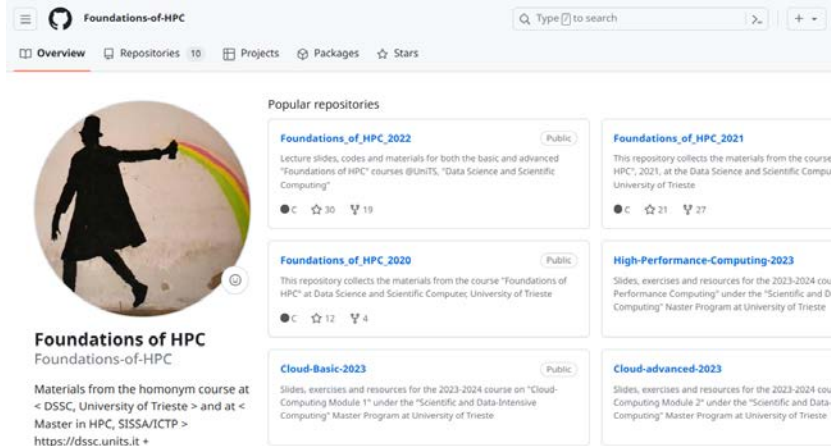 Foundations-of-HPC
Type / to search
Overview
Repositories 10
Projects
Packages
Stars
Popular repositories
Foundations_of_HPC_2022
Public
Lecture slides, codes and materials for both the basic and advanced
"Foundations of HPC" courses @UniTS, "Data Science and Scientific
Computing"
C 30 19
Foundations_of_HPC_2021
This repository collects the materials from the course
HPC", 2021, at the Data Science and Scientific Compu
University of Trieste
C 21 27
Foundations_of_HPC_2020
Public
This repository collects the materials from the course "Foundations of
HPC" at Data Science and Scientific Computer, University of Trieste
C 12 4
High-Performance-Computing-2023
Slides, exercises and resources for the 2023-2024 cou
Performance Computing" under the "Scientific and D
Computing" Naster Program at University of Trieste
Cloud-Basic-2023
Public
Slides, exercises and resources for the 2023-2024 course on "Cloud-
Computing Module 1" under the "Scientific and Data-Intensive
Computing" Master Program at University of Trieste
Cloud-advanced-2023
Slides, exercises and resources for the 2023-2024 cou
Computing Module 2" under the "Scientific and Data-
Computing" Master Program at University of Trieste
Foundations of HPC
Foundations-of-HPC
Materials from the homonym course at
< DSSC, University of Trieste > and at <
Master in HPC, SISSA/ICTP >
https://dssc.units.it +